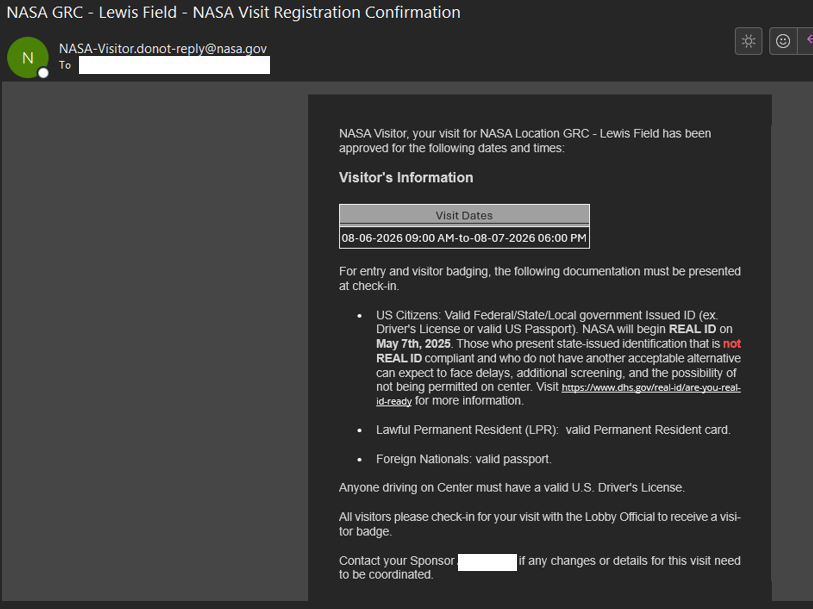 NASA GRC - Lewis Field - NASA Visit Registration Confirmation
N
NASA-Visitor.donot-reply@nasa.gov
To
NASA Visitor, your visit for NASA Location GRC - Lewis Field has been
approved for the following dates and times:
Visitor's Information
Visit Dates
08-06-2026 09:00 AM-to-08-07-2026 06:00 PM
For entry and visitor badging, the following documentation must be presented
at check-in.
• US Citizens: Valid Federal/State/Local government Issued ID (ex.
Driver's License or valid US Passport). NASA will begin REAL ID on
May 7th, 2025. Those who present state-issued identification that is not
REAL ID compliant and who do not have another acceptable alternative
can expect to face delays, additional screening, and the possibility of
not being permitted on center. Visit https://www.dhs.gov/real-id/are-you-real-
id-ready for more information.
• Lawful Permanent Resident (LPR): valid Permanent Resident card.
• Foreign Nationals: valid passport.
Anyone driving on Center must have a valid U.S. Driver's License.
All visitors please check-in for your visit with the Lobby Official to receive a visi-
tor badge.
Contact your Sponsor if any changes or details for this visit need
to be coordinated.